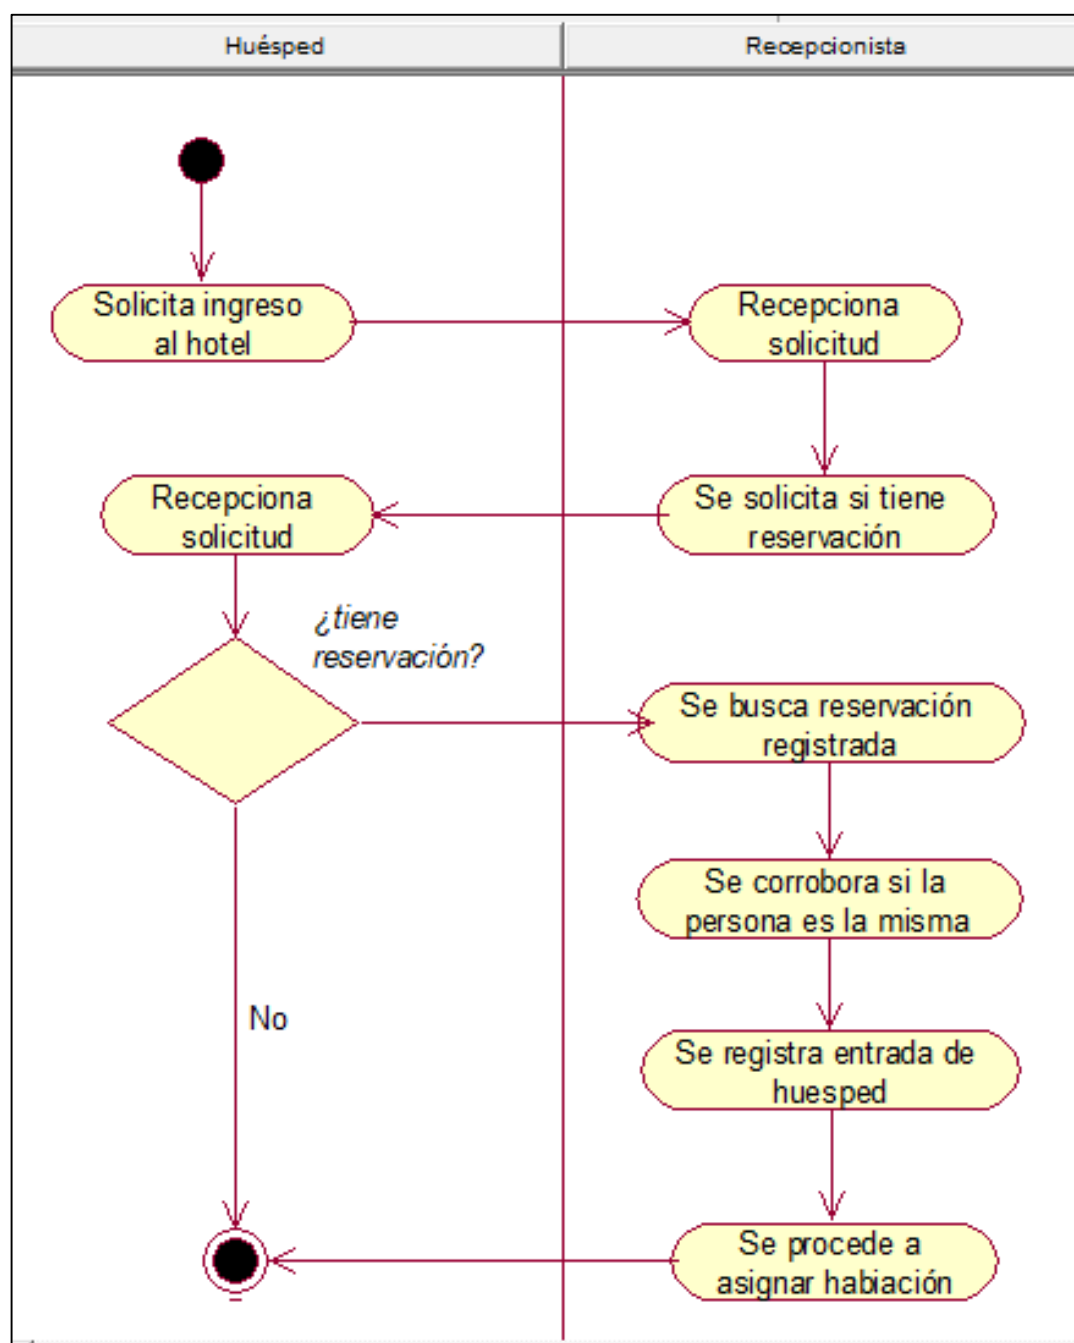 Huésped
Recepcionista
Solicita ingreso
al hotel
Recepciona
solicitud
Recepciona
solicitud
Se solicita si tiene
reservación
¿tiene
reservación?
Se busca reservación
registrada
Se corrobora si la
persona es la misma
No
Se registra entrada de
huesped
Se procede a
asignar habiación